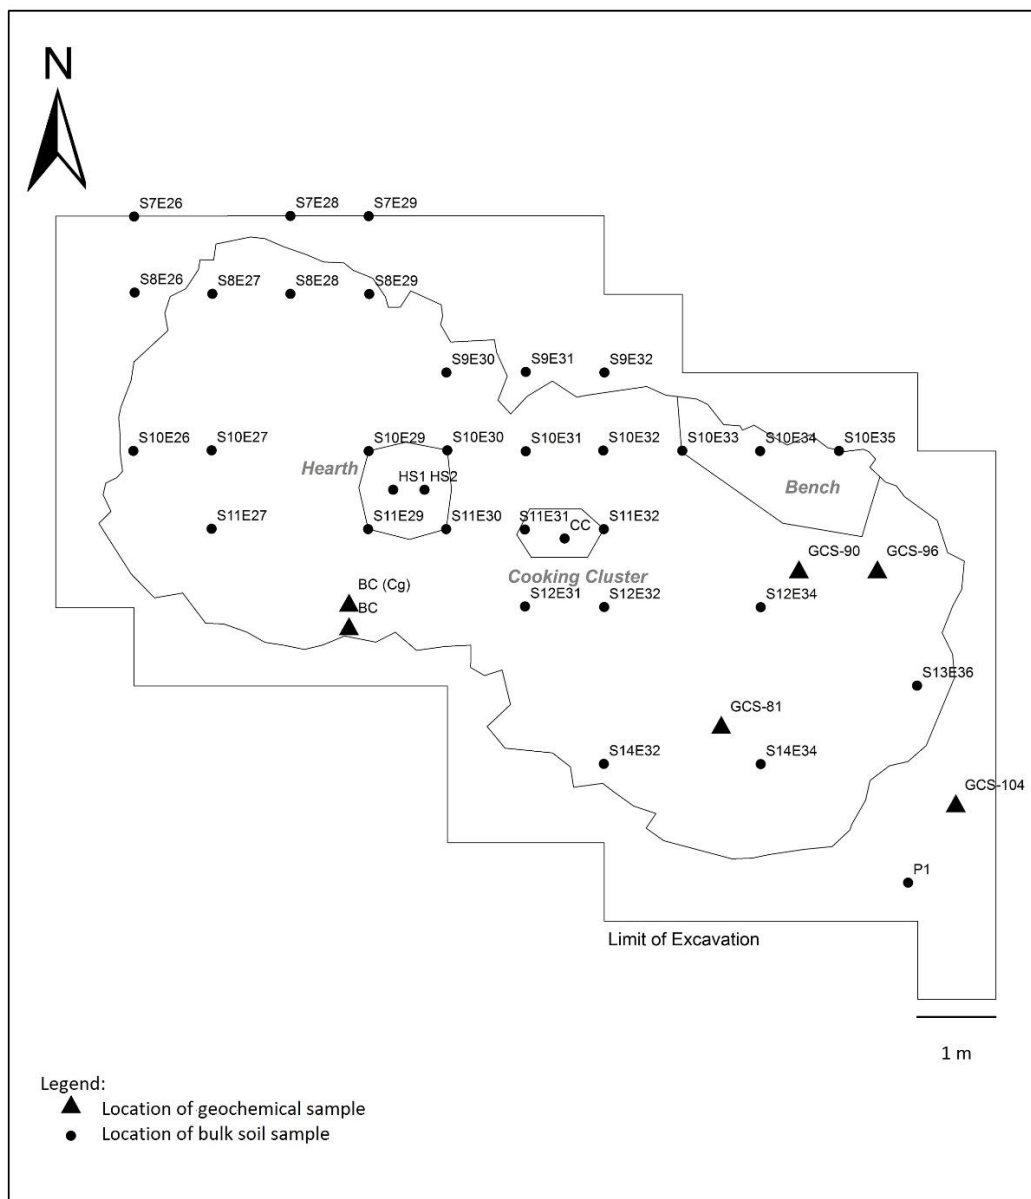 N
S7E26 S7E28 S7E29
S8E26 S8E27 S8E28 S8E29
S9E30 S9E31 S9E32
S10E26 S10E27 S10E29 S10E30 S10E31 S10E32 S10E33 S10E34 S10E35
Hearth
HS1 HS2
Bench
S11E27 S11E29 S11E30 S11E31 S11E32
CC
GCS-90 GCS-96
Cooking Cluster
BC (Cg)
S12E31 S12E32 S12E34
BC
S13E36
GCS-81
S14E32 S14E34
GCS-104
P1
Limit of Excavation
1 m
Legend:
Location of geochemical sample
Location of bulk soil sample